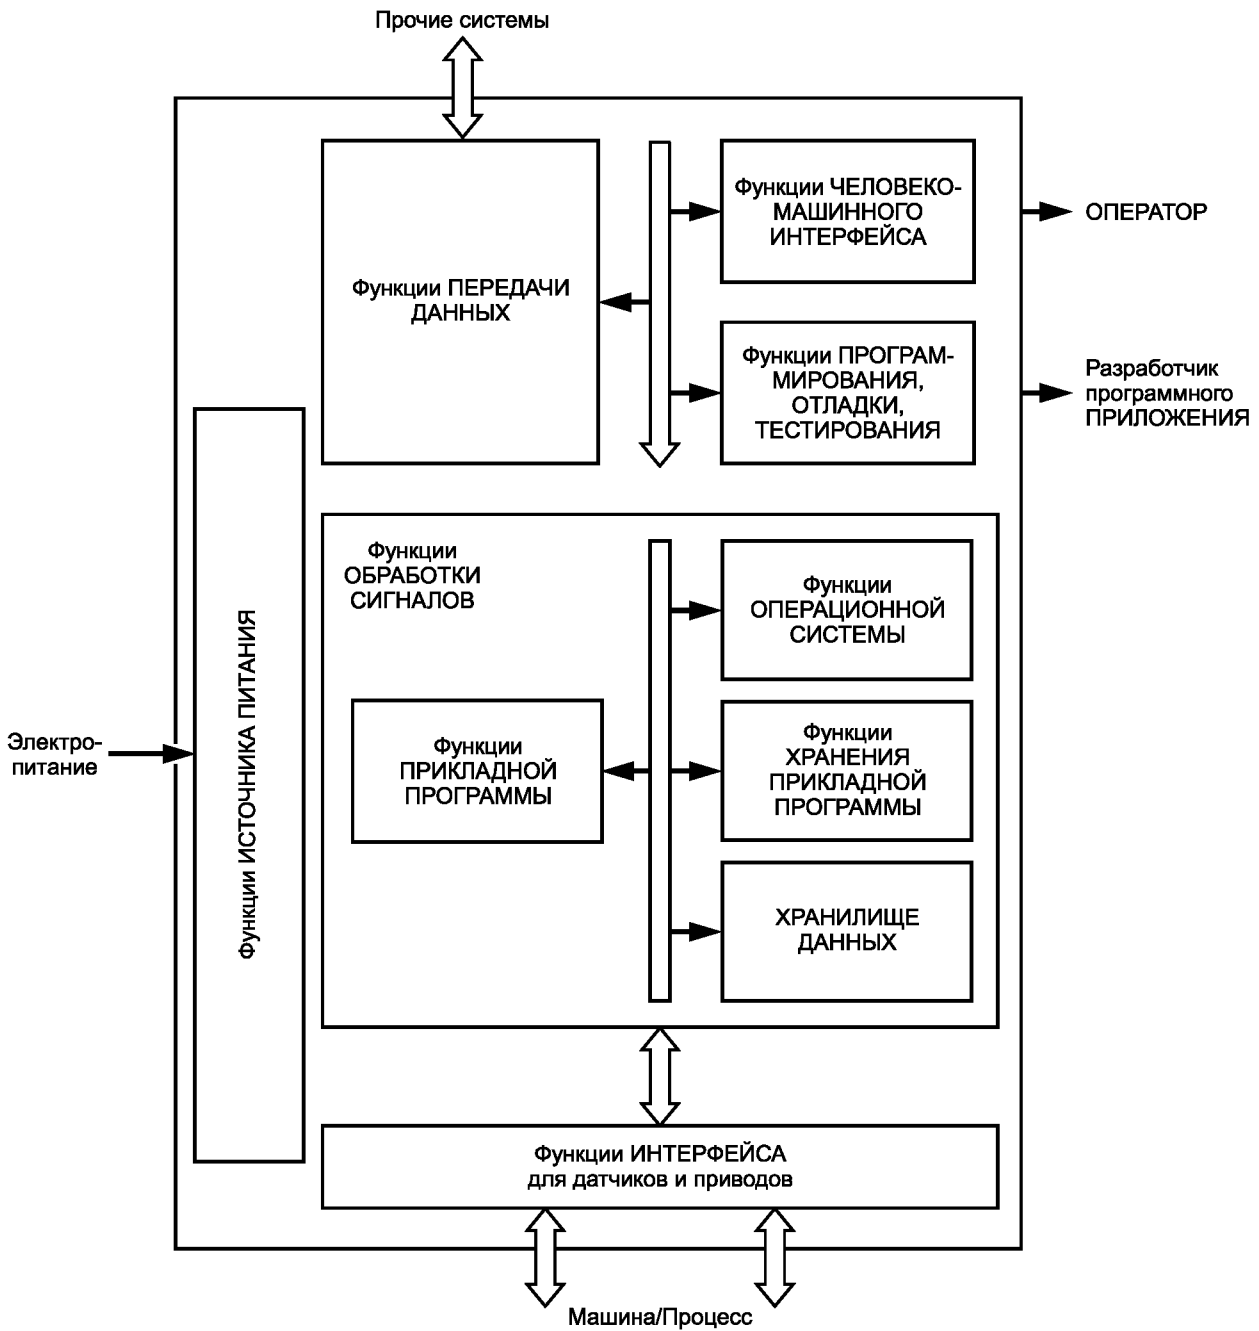 Прочие системы
Функции ЧЕЛОВЕКО-
МАШИННОГО
ИНТЕРФЕЙСА
ОПЕРАТОР
Функции ПЕРЕДАЧИ
ДАННЫХ
Функции ПРОГРАМ-
МИРОВАНИЯ,
ОТЛАДКИ,
ТЕСТИРОВАНИЯ
Разработчик
программного
ПРИЛОЖЕНИЯ
Функции
ОБРАБОТКИ
СИГНАЛОВ
Функции
ОПЕРАЦИОННОЙ
СИСТЕМЫ
Электро-
питание
Функции ИСТОЧНИКА ПИТАНИЯ
Функции
ПРИКЛАДНОЙ
ПРОГРАММЫ
Функции
ХРАНЕНИЯ
ПРИКЛАДНОЙ
ПРОГРАММЫ
ХРАНИЛИЩЕ
ДАННЫХ
Функции ИНТЕРФЕЙСА
для датчиков и приводов
Машина/Процесс